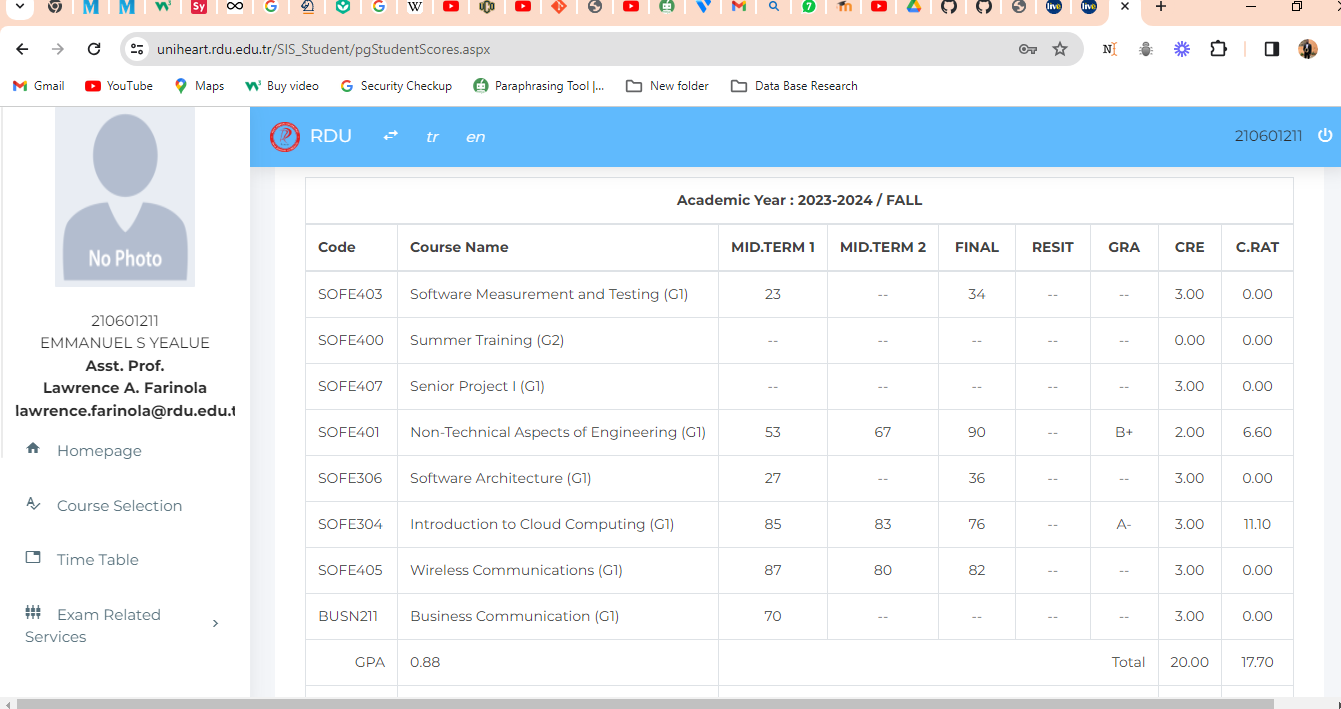 uniheart.rdu.edu.tr/SIS_Student/pgStudentScores.aspx
Gmail YouTube Maps Buy video Security Checkup Paraphrasing Tool |... New folder Data Base Research
No Photo
210601211
EMMANUEL S YEALUE
Asst. Prof.
Lawrence A. Farinola
lawrence.farinola@rdu.edu.t
Homepage
Course Selection
Time Table
Exam Related
Services
RDU tr en 210601211
Academic Year : 2023-2024 / FALL
Code Course Name MID.TERM 1 MID.TERM 2 FINAL RESIT GRA CRE C.RAT
SOFE403 Software Measurement and Testing (G1) 23 -- 34 -- -- 3.00 0.00
SOFE400 Summer Training (G2) -- -- -- -- -- 0.00 0.00
SOFE407 Senior Project I (G1) -- -- -- -- -- 3.00 0.00
SOFE401 Non-Technical Aspects of Engineering (G1) 53 67 90 -- B+ 2.00 6.60
SOFE306 Software Architecture (G1) 27 -- 36 -- -- 3.00 0.00
SOFE304 Introduction to Cloud Computing (G1) 85 83 76 -- A- 3.00 11.10
SOFE405 Wireless Communications (G1) 87 80 82 -- -- 3.00 0.00
BUSN211 Business Communication (G1) 70 -- -- -- -- 3.00 0.00
GPA 0.88 Total 20.00 17.70